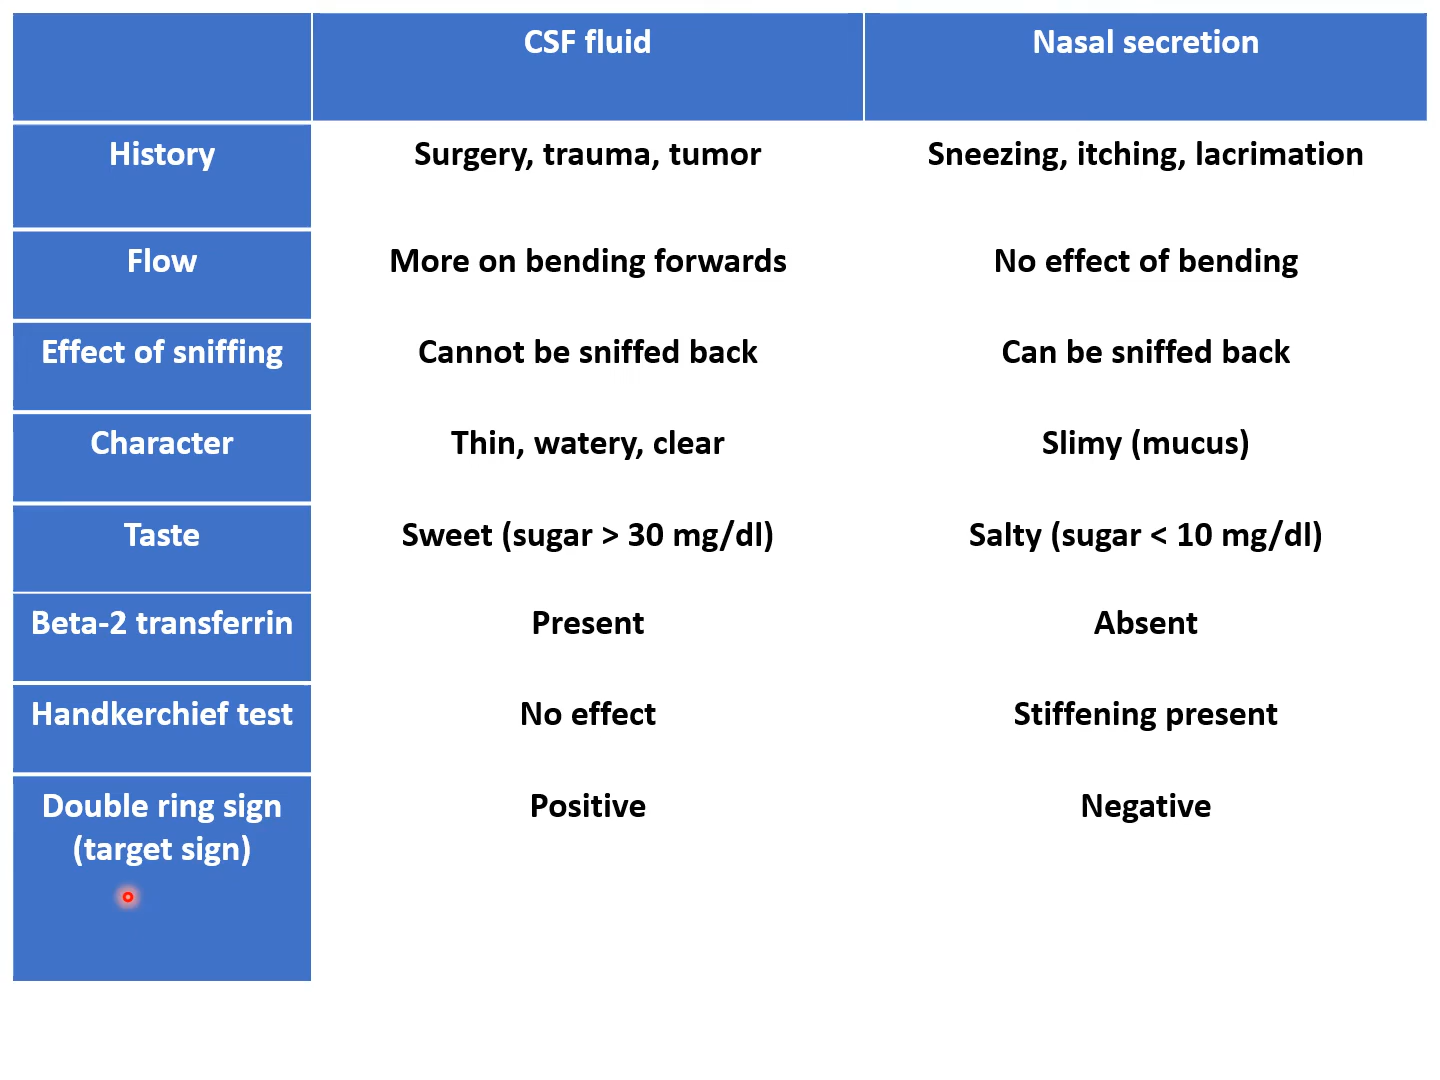 CSF fluid
Nasal secretion
History
Surgery, trauma, tumor
Sneezing, itching, lacrimation
Flow
More on bending forwards
No effect of bending
Effect of sniffing
Cannot be sniffed back
Can be sniffed back
Character
Thin, watery, clear
Slimy (mucus)
Taste
Sweet (sugar > 30 mg/dl)
Salty (sugar < 10 mg/dl)
Beta-2 transferrin
Present
Absent
Handkerchief test
No effect
Stiffening present
Double ring sign
(target sign)
Positive
Negative